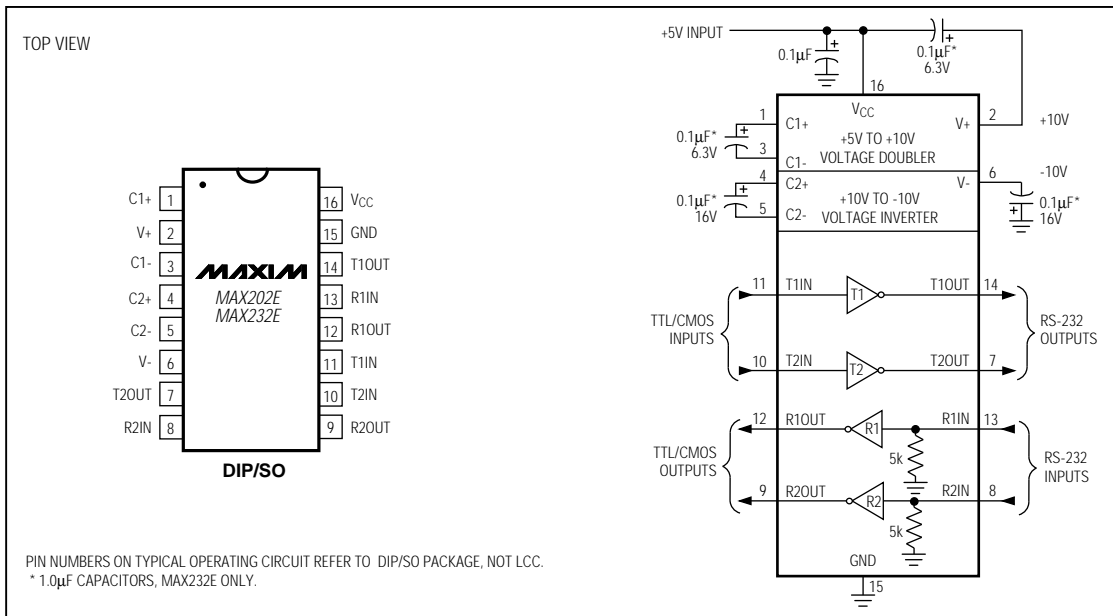 TOP VIEW
C1+ 1
V+ 2
C1- 3
C2+ 4
C2- 5
V- 6
T2OUT 7
R2IN 8
16 VCC
15 GND
14 T1OUT
13 R1IN
12 R1OUT
11 T1IN
10 T2IN
9 R2OUT
MAXIM
MAX202E
MAX232E
DIP/SO
PIN NUMBERS ON TYPICAL OPERATING CIRCUIT REFER TO DIP/SO PACKAGE, NOT LCC.
* 1.0µF CAPACITORS, MAX232E ONLY.
+5V INPUT
0.1µF
+
0.1µF*
6.3V
+
16
VCC
1
C1+
0.1µF*
6.3V
+
3
C1-
+5V TO +10V
VOLTAGE DOUBLER
V+
2
+10V
4
C2+
0.1µF*
16V
+
5
C2-
+10V TO -10V
VOLTAGE INVERTER
V-
6
-10V
0.1µF*
16V
+
TTL/CMOS
INPUTS
11 T1IN T1 T1OUT 14
10 T2IN T2 T2OUT 7
RS-232
OUTPUTS
TTL/CMOS
OUTPUTS
12 R1OUT R1 R1IN 13
5k
9 R2OUT R2 R2IN 8
5k
RS-232
INPUTS
GND
15